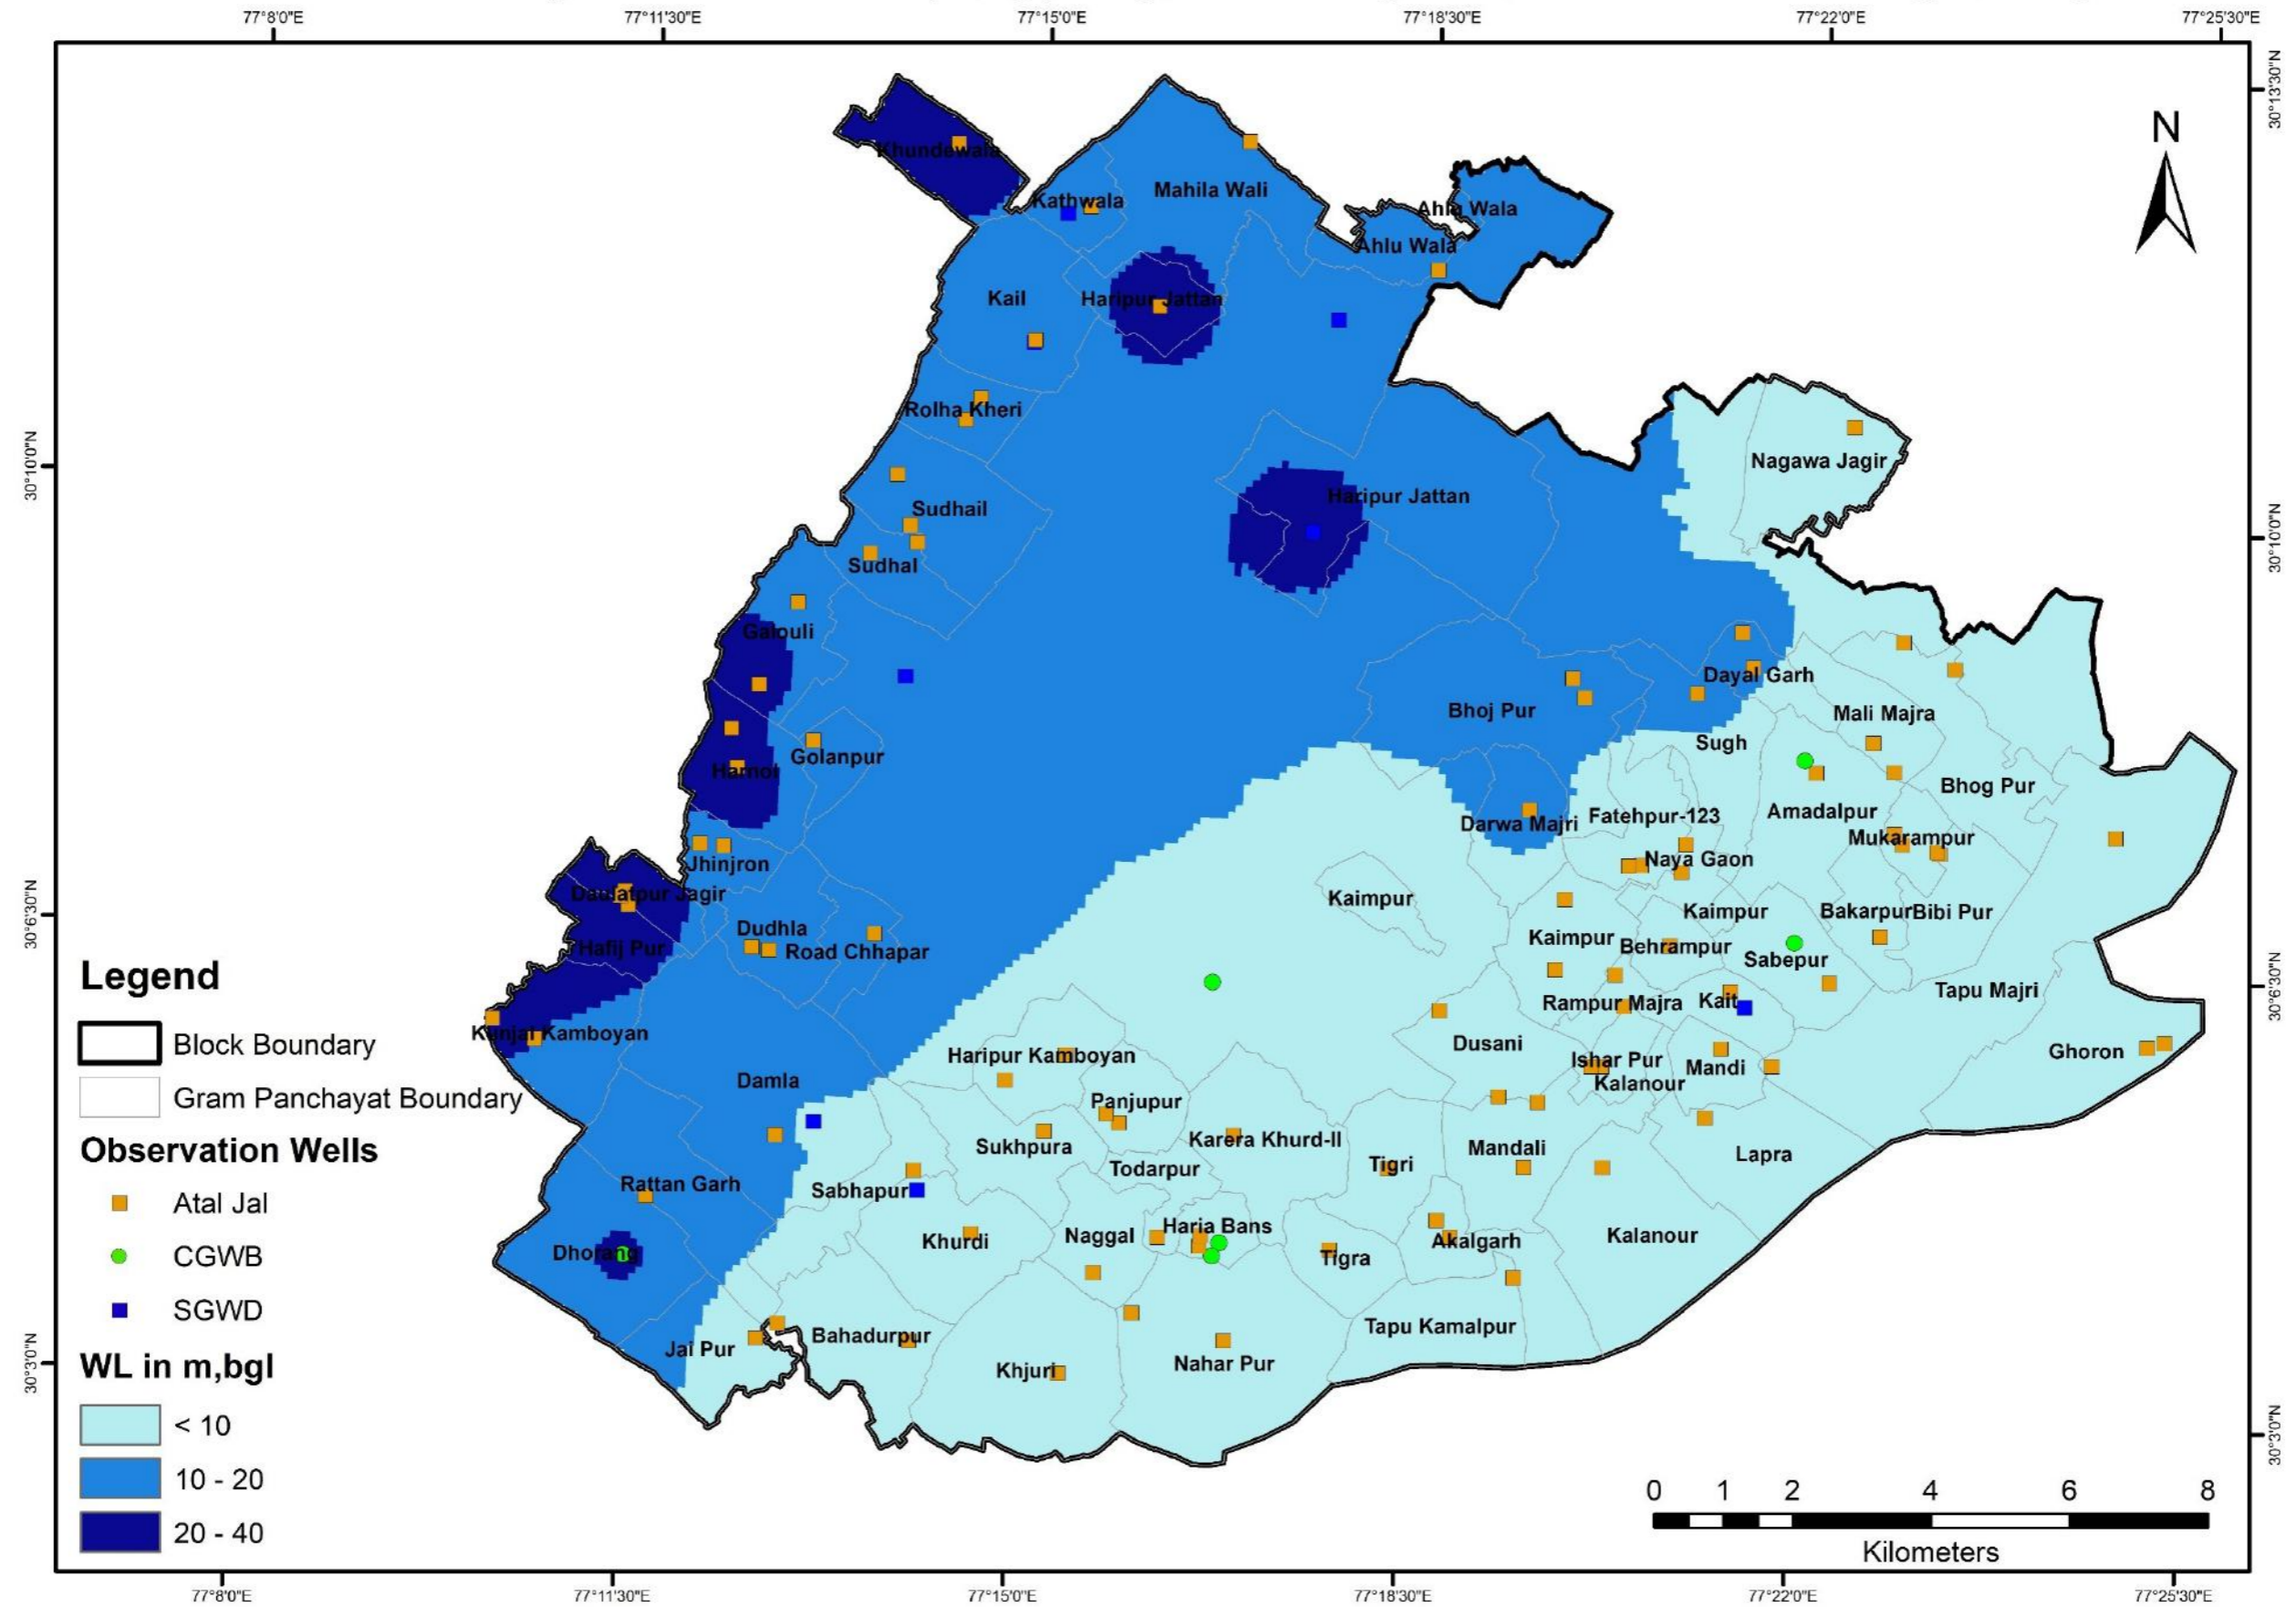 77°8'0"E 77°11'30"E 77°15'0"E 77°18'30"E 77°22'0"E 77°25'30"E
30°13'30"N
N
Khundewala
Kathwala
Mahila Wali
Ahlu Wala
Ahlu Wala
Kail
Haripur Jattan
Rolha Kheri
30°10'0"N
Nagawa Jagir
Haripur Jattan
Sudhail
30°10'0"N
Sudhal
Galouli
Dayal Garh
Bhoj Pur
Mali Majra
Sugh
Golanpur
Harnol
Bhog Pur
Amadalpur
Fatehpur-123
Darwa Majri
Mukarampur
Naya Gaon
Jhinjron
Daulatpur Jagir
Kaimpur
Kaimpur
Bakarpur
Bibi Pur
30°6'30"N
Dudhla
Kaimpur
Behrampur
Hafij Pur
Road Chhapar
Sabepur
30°6'30"N
Tapu Majri
Rampur Majra
Kait
Kunjal Kamboyan
Dusani
Ghoron
Haripur Kamboyan
Ishar Pur
Mandi
Damla
Kalanour
Panjupur
Karera Khurd-II
Sukhpura
Mandali
Lapra
Todarpur
Tigri
Rattan Garh
Sabhapur
Haria Bans
Naggal
Kalanour
Khurdi
Akalgarh
Dhorang
Tigra
Tapu Kamalpur
Bahadurpur
Jai Pur
Nahar Pur
Khjuri
30°3'0"N
30°3'0"N
Legend
Block Boundary
Gram Panchayat Boundary
Observation Wells
Atal Jal
CGWB
SGWD
WL in m,bgl
< 10
10 - 20
20 - 40
0 1 2 4 6 8
Kilometers
77°8'0"E 77°11'30"E 77°15'0"E 77°18'30"E 77°22'0"E 77°25'30"E